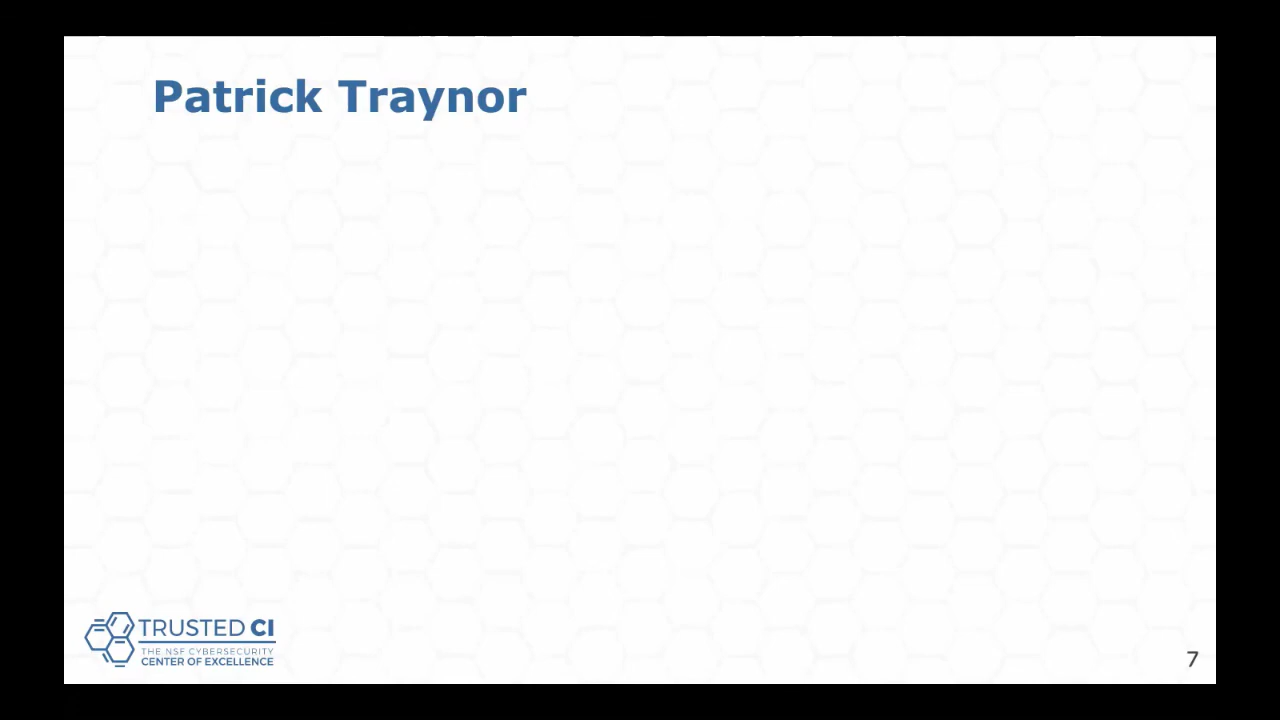 Patrick Traynor
TRUSTED CI
THE NSF CYBERSECURITY
CENTER OF EXCELLENCE
7